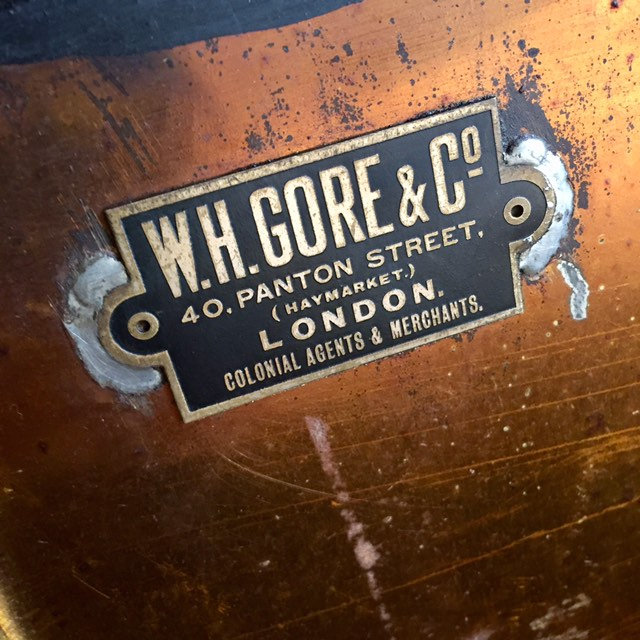 W.H. GORE & Co
40, PANTON STREET,
(HAYMARKET.)
LONDON.
COLONIAL AGENTS & MERCHANTS.